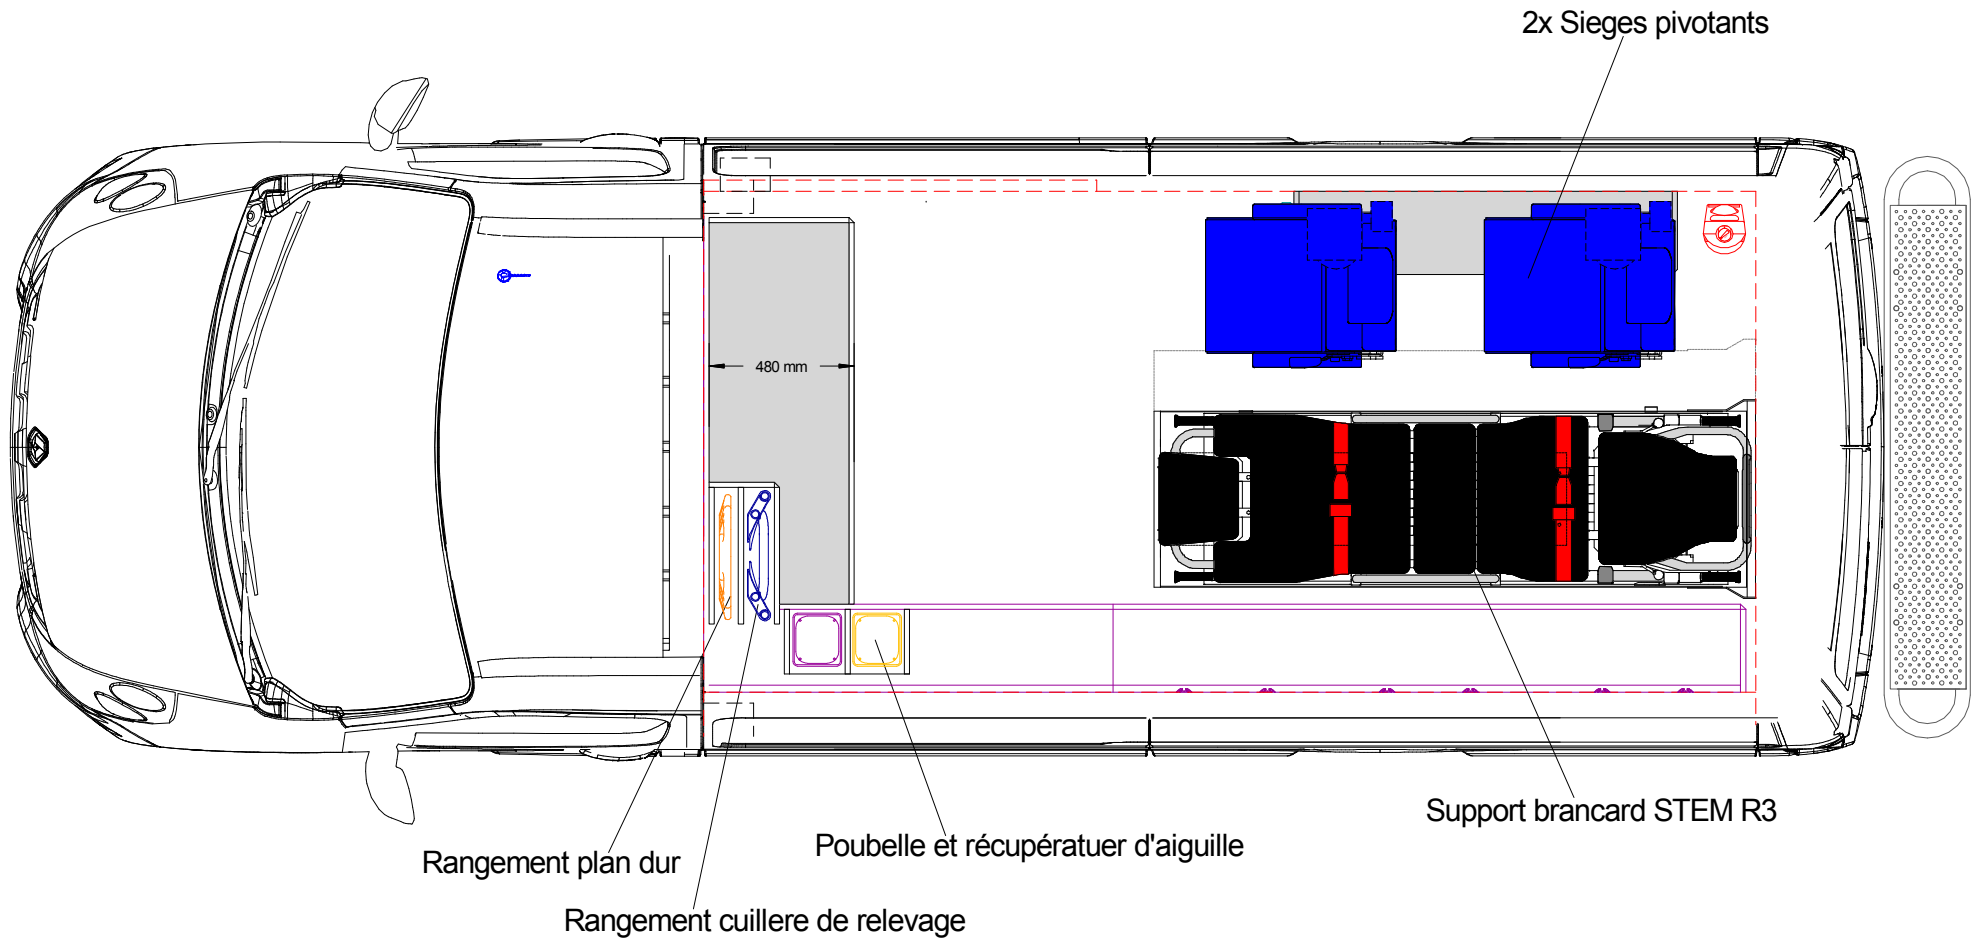 2x Sieges pivotants
480 mm
Support brancard STEM R3
Poubelle et récupératuer d'aiguille
Rangement plan dur
Rangement cuillere de relevage